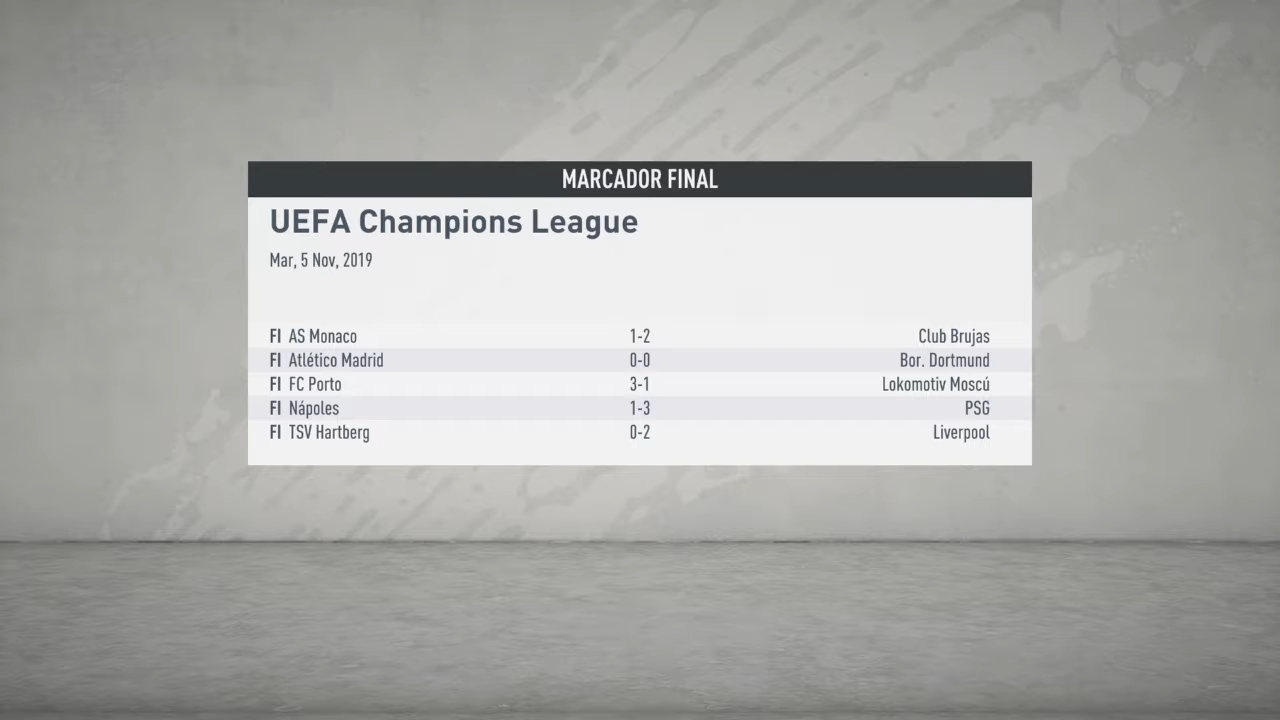 MARCADOR FINAL
UEFA Champions League
Mar, 5 Nov, 2019
FI AS Monaco 1-2 Club Brujas
FI Atlético Madrid 0-0 Bor. Dortmund
FI FC Porto 3-1 Lokomotiv Moscú
FI Nápoles 1-3 PSG
FI TSV Hartberg 0-2 Liverpool